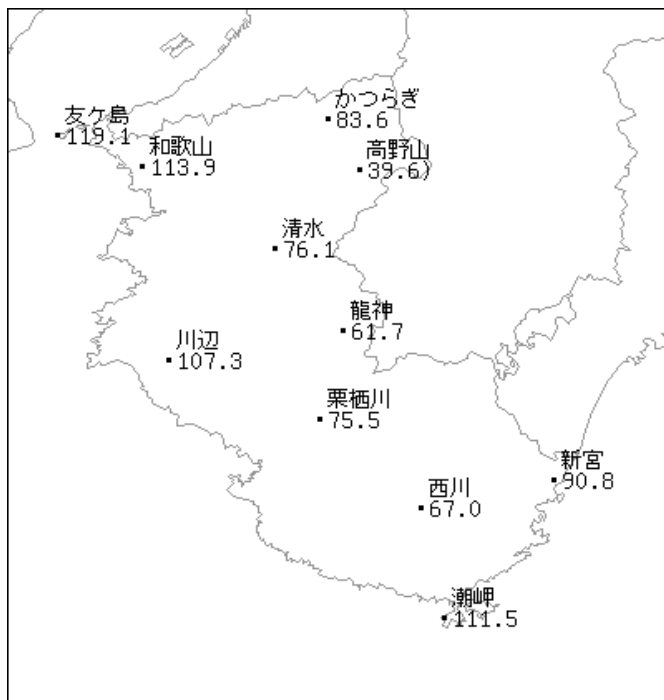 かつらぎ
83.6
友ケ島
119.1
和歌山
113.9
高野山
39.6)
清水
76.1
龍神
61.7
川辺
107.3
栗栖川
75.5
新宮
90.8
西川
67.0
潮岬
111.5